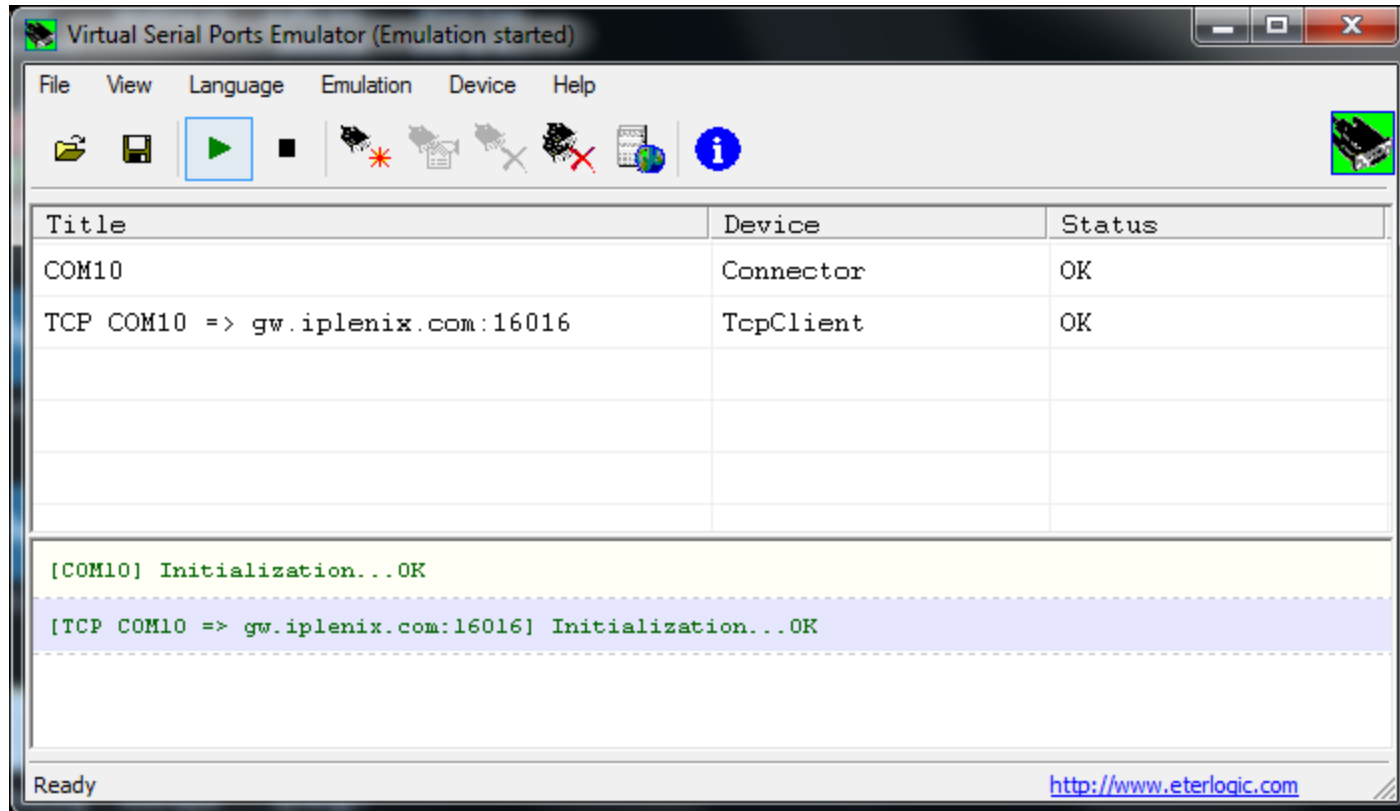 Virtual Serial Ports Emulator (Emulation started)
File View Language Emulation Device Help
Title Device Status
COM10 Connector OK
TCP COM10 => gw.iplenix.com:16016 TcpClient OK
[COM10] Initialization...OK
[TCP COM10 => gw.iplenix.com:16016] Initialization...OK
Ready http://www.eterlogic.com